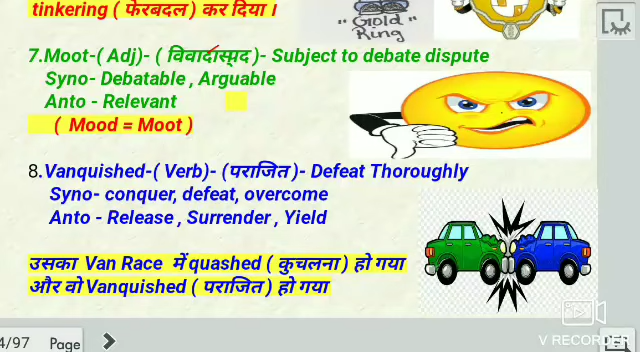 tinkering ( फेरबदल ) कर दिया ।
"Gold"
Ring
7.Moot-( Adj)- ( विवादास्पद )- Subject to debate dispute
Syno- Debatable , Arguable
Anto - Relevant
( Mood = Moot )
8.Vanquished-( Verb)- (पराजित )- Defeat Thoroughly
Syno- conquer, defeat, overcome
Anto - Release , Surrender , Yield
उसका Van Race में quashed ( कुचलना ) हो गया
और वो Vanquished ( पराजित ) हो गया
4/97 Page
V RECORDER